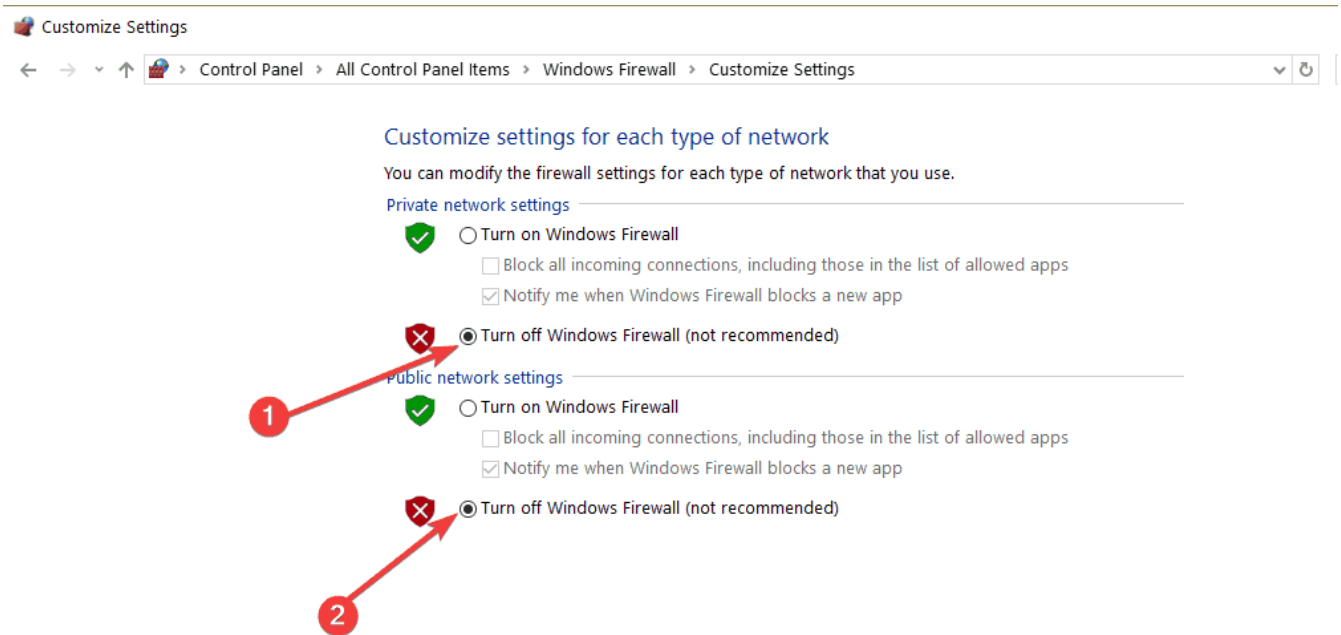 Customize Settings
Control Panel > All Control Panel Items > Windows Firewall > Customize Settings
Customize settings for each type of network
You can modify the firewall settings for each type of network that you use.
Private network settings
Turn on Windows Firewall
Block all incoming connections, including those in the list of allowed apps
Notify me when Windows Firewall blocks a new app
Turn off Windows Firewall (not recommended)
Public network settings
1
Turn on Windows Firewall
Block all incoming connections, including those in the list of allowed apps
Notify me when Windows Firewall blocks a new app
Turn off Windows Firewall (not recommended)
2